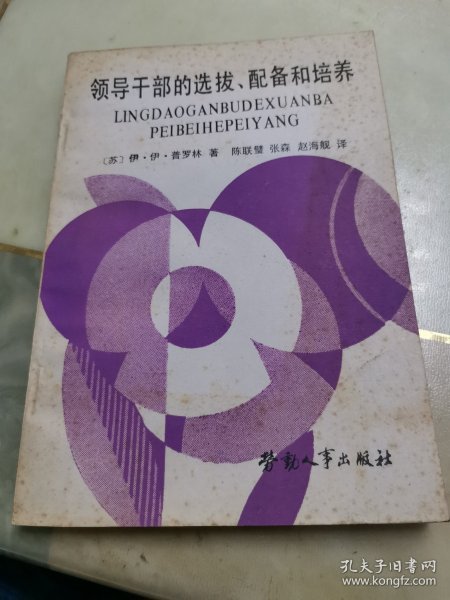 领导干部的选拔、配备和培养
LINGDAOGANBUDEXUANBA
PEIBEIHEPEIYANG
〔苏〕伊·伊·普罗林 著 陈联璧 张森 赵海舰 译
劳动人事出版社
孔夫子旧书网
www.kongfz.com